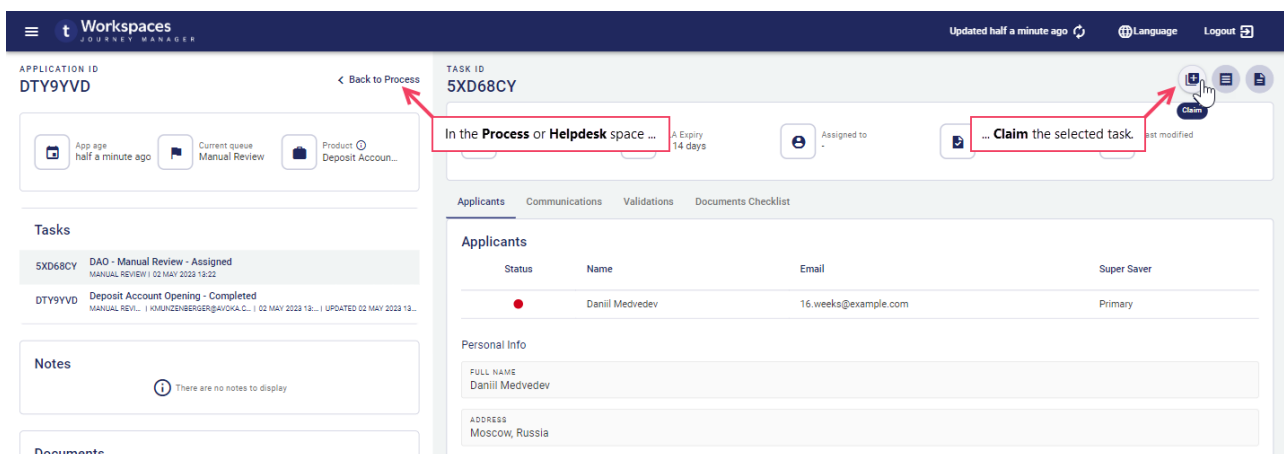 t Workspaces
JOURNEY MANAGER
Updated half a minute ago
Language
Logout
APPLICATION ID
DTY9YVD
Back to Process
App age
half a minute ago
Current queue
Manual Review
Product
Deposit Accoun...
Tasks
5XD68CY
DAO - Manual Review - Assigned
MANUAL REVIEW | 02 MAY 2023 13:22
DTY9YVD
Deposit Account Opening - Completed
MANUAL REVI... | KMUNZENBERGER@AVOKA.C... | 02 MAY 2023 13:... | UPDATED 02 MAY 2023 13...
Notes
There are no notes to display
Documents
TASK ID
5XD68CY
Claim
In the Process or Helpdesk space ...
... Claim the selected task.
A Expiry
14 days
Assigned to
-
ast modified
Applicants Communications Validations Documents Checklist
Applicants
Status Name Email Super Saver
Daniil Medvedev 16.weeks@example.com Primary
Personal Info
FULL NAME
Daniil Medvedev
ADDRESS
Moscow, Russia